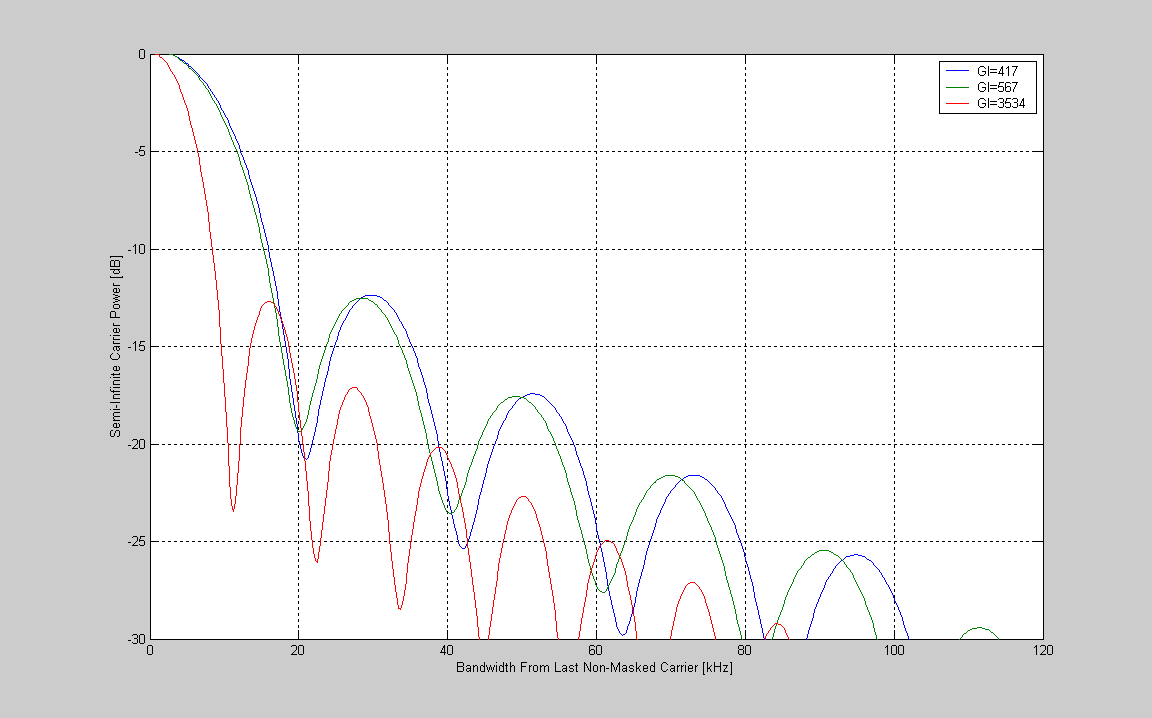 0
-5
-10
-15
-20
-25
-30
0
20
40
60
80
100
120
Semi-Infinite Carrier Power [dB]
Bandwidth From Last Non-Masked Carrier [kHz]
GI=417
GI=567
GI=3534